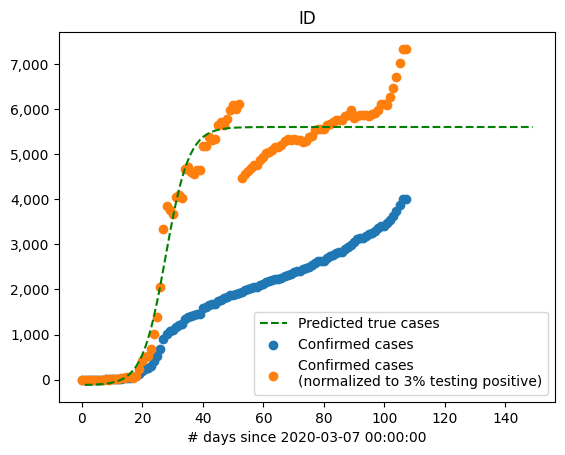 ID
7,000
6,000
5,000
4,000
3,000
2,000
1,000
0
Predicted true cases
Confirmed cases
Confirmed cases
(normalized to 3% testing positive)
0 20 40 60 80 100 120 140
# days since 2020-03-07 00:00:00